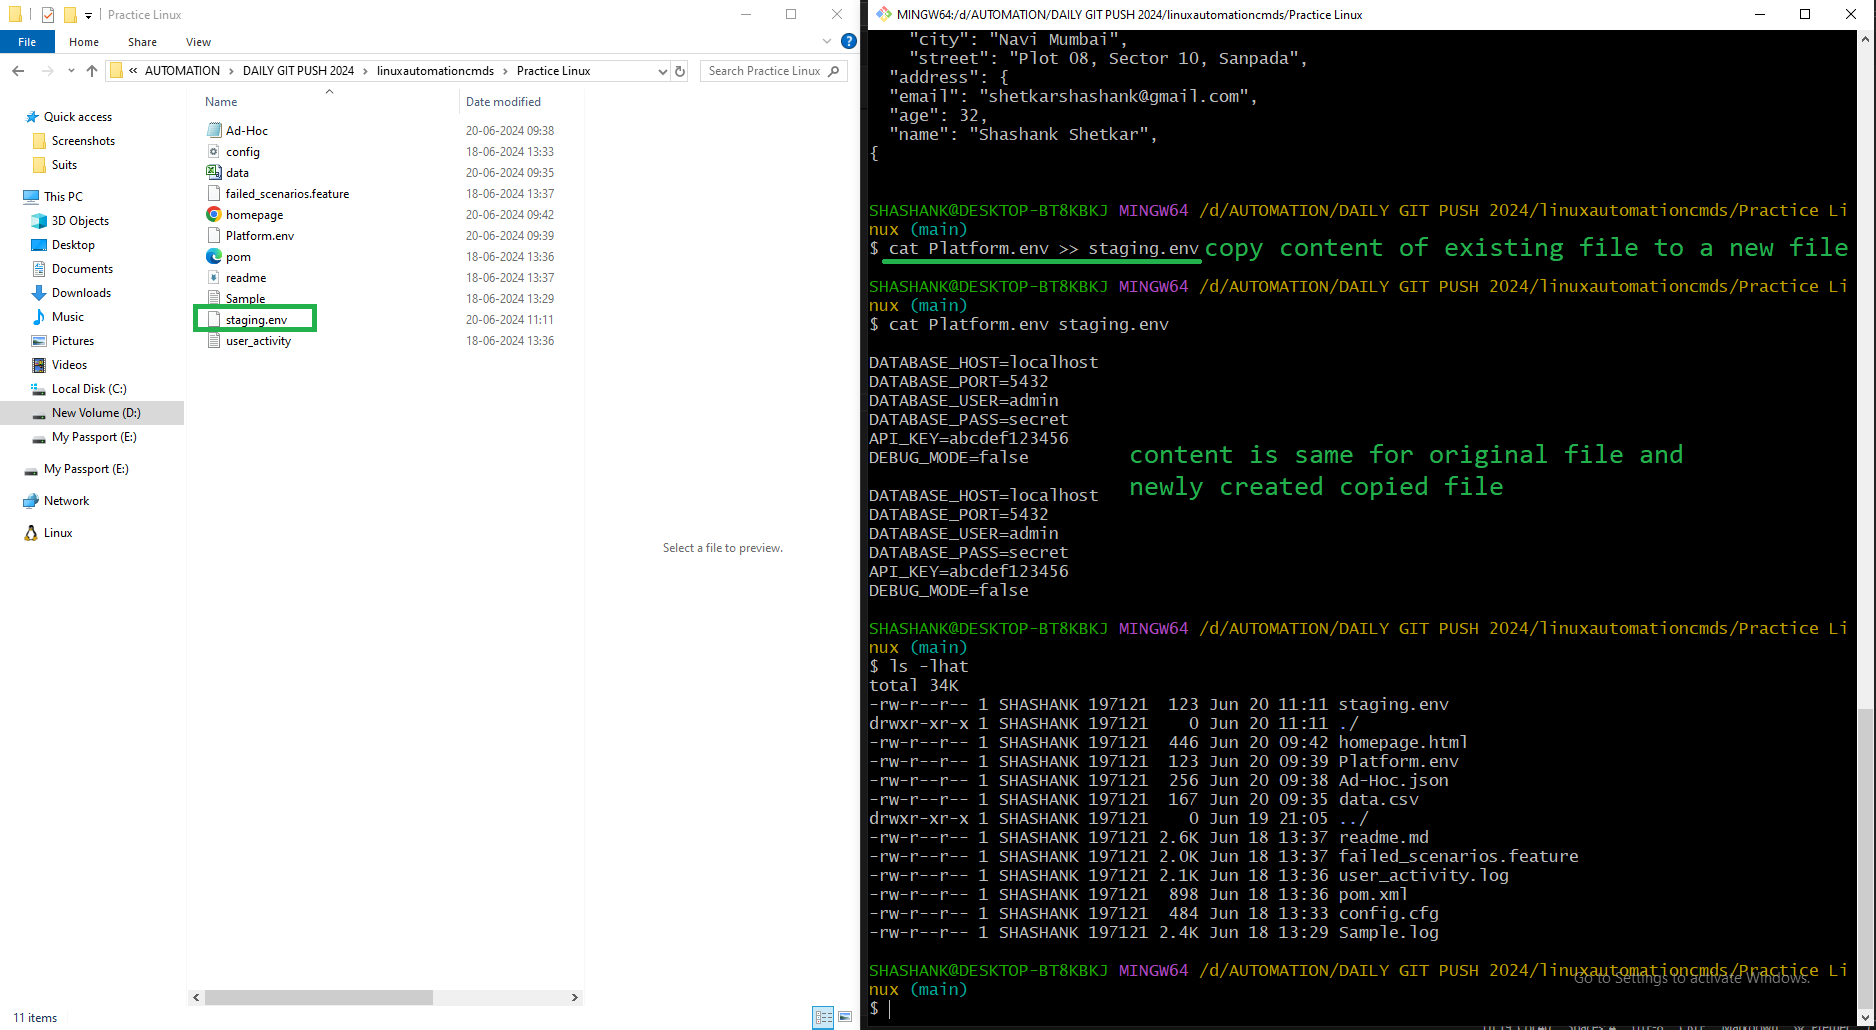 Practice Linux
File Home Share View
« AUTOMATION > DAILY GIT PUSH 2024 > linuxautomationcmds > Practice Linux
Search Practice Linux
Quick access
Screenshots
Suits
This PC
3D Objects
Desktop
Documents
Downloads
Music
Pictures
Videos
Local Disk (C:)
New Volume (D:)
My Passport (E:)
My Passport (E:)
Network
Linux
Name Date modified
Ad-Hoc 20-06-2024 09:38
config 18-06-2024 13:33
data 20-06-2024 09:35
failed_scenarios.feature 18-06-2024 13:37
homepage 20-06-2024 09:42
Platform.env 20-06-2024 09:39
pom 18-06-2024 13:36
readme 18-06-2024 13:37
Sample 18-06-2024 13:29
staging.env 20-06-2024 11:11
user_activity 18-06-2024 13:36
Select a file to preview.
11 items
MINGW64:/d/AUTOMATION/DAILY GIT PUSH 2024/linuxautomationcmds/Practice Linux
"city": "Navi Mumbai",
"street": "Plot 08, Sector 10, Sanpada",
"address": {
"email": "shetkarshashank@gmail.com",
"age": 32,
"name": "Shashank Shetkar",
{
SHASHANK@DESKTOP-BT8KBKJ MINGW64 /d/AUTOMATION/DAILY GIT PUSH 2024/linuxautomationcmds/Practice Li
nux (main)
$ cat Platform.env >> staging.env copy content of existing file to a new file
SHASHANK@DESKTOP-BT8KBKJ MINGW64 /d/AUTOMATION/DAILY GIT PUSH 2024/linuxautomationcmds/Practice Li
nux (main)
$ cat Platform.env staging.env
DATABASE_HOST=localhost
DATABASE_PORT=5432
DATABASE_USER=admin
DATABASE_PASS=secret
API_KEY=abcdef123456
DEBUG_MODE=false
content is same for original file and
newly created copied file
DATABASE_HOST=localhost
DATABASE_PORT=5432
DATABASE_USER=admin
DATABASE_PASS=secret
API_KEY=abcdef123456
DEBUG_MODE=false
SHASHANK@DESKTOP-BT8KBKJ MINGW64 /d/AUTOMATION/DAILY GIT PUSH 2024/linuxautomationcmds/Practice Li
nux (main)
$ ls -lhat
total 34K
-rw-r--r-- 1 SHASHANK 197121 123 Jun 20 11:11 staging.env
drwxr-xr-x 1 SHASHANK 197121 0 Jun 20 11:11 ./
-rw-r--r-- 1 SHASHANK 197121 446 Jun 20 09:42 homepage.html
-rw-r--r-- 1 SHASHANK 197121 123 Jun 20 09:39 Platform.env
-rw-r--r-- 1 SHASHANK 197121 256 Jun 20 09:38 Ad-Hoc.json
-rw-r--r-- 1 SHASHANK 197121 167 Jun 20 09:35 data.csv
drwxr-xr-x 1 SHASHANK 197121 0 Jun 19 21:05 ../
-rw-r--r-- 1 SHASHANK 197121 2.6K Jun 18 13:37 readme.md
-rw-r--r-- 1 SHASHANK 197121 2.0K Jun 18 13:37 failed_scenarios.feature
-rw-r--r-- 1 SHASHANK 197121 2.1K Jun 18 13:36 user_activity.log
-rw-r--r-- 1 SHASHANK 197121 898 Jun 18 13:36 pom.xml
-rw-r--r-- 1 SHASHANK 197121 484 Jun 18 13:33 config.cfg
-rw-r--r-- 1 SHASHANK 197121 2.4K Jun 18 13:29 Sample.log
SHASHANK@DESKTOP-BT8KBKJ MINGW64 /d/AUTOMATION/DAILY GIT PUSH 2024/linuxautomationcmds/Practice Li
Go to Settings to activate Windows.
nux (main)
$